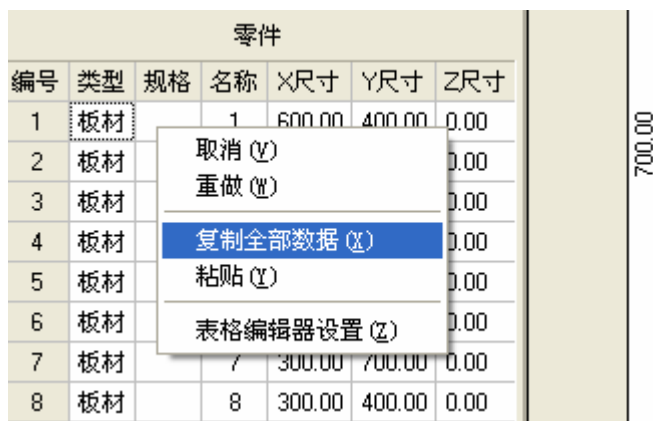 零件
编号 类型 规格 名称 X尺寸 Y尺寸 Z尺寸
1 板材 1 600.00 400.00 0.00
取消(V)
2 板材 0.00
重做(W)
3 板材 0.00
复制全部数据(X)
4 板材 0.00
粘贴(Y)
5 板材 0.00
6 板材 0.00
表格编辑器设置(Z)
7 板材 7 300.00 700.00 0.00
8 板材 8 300.00 400.00 0.00
700.00